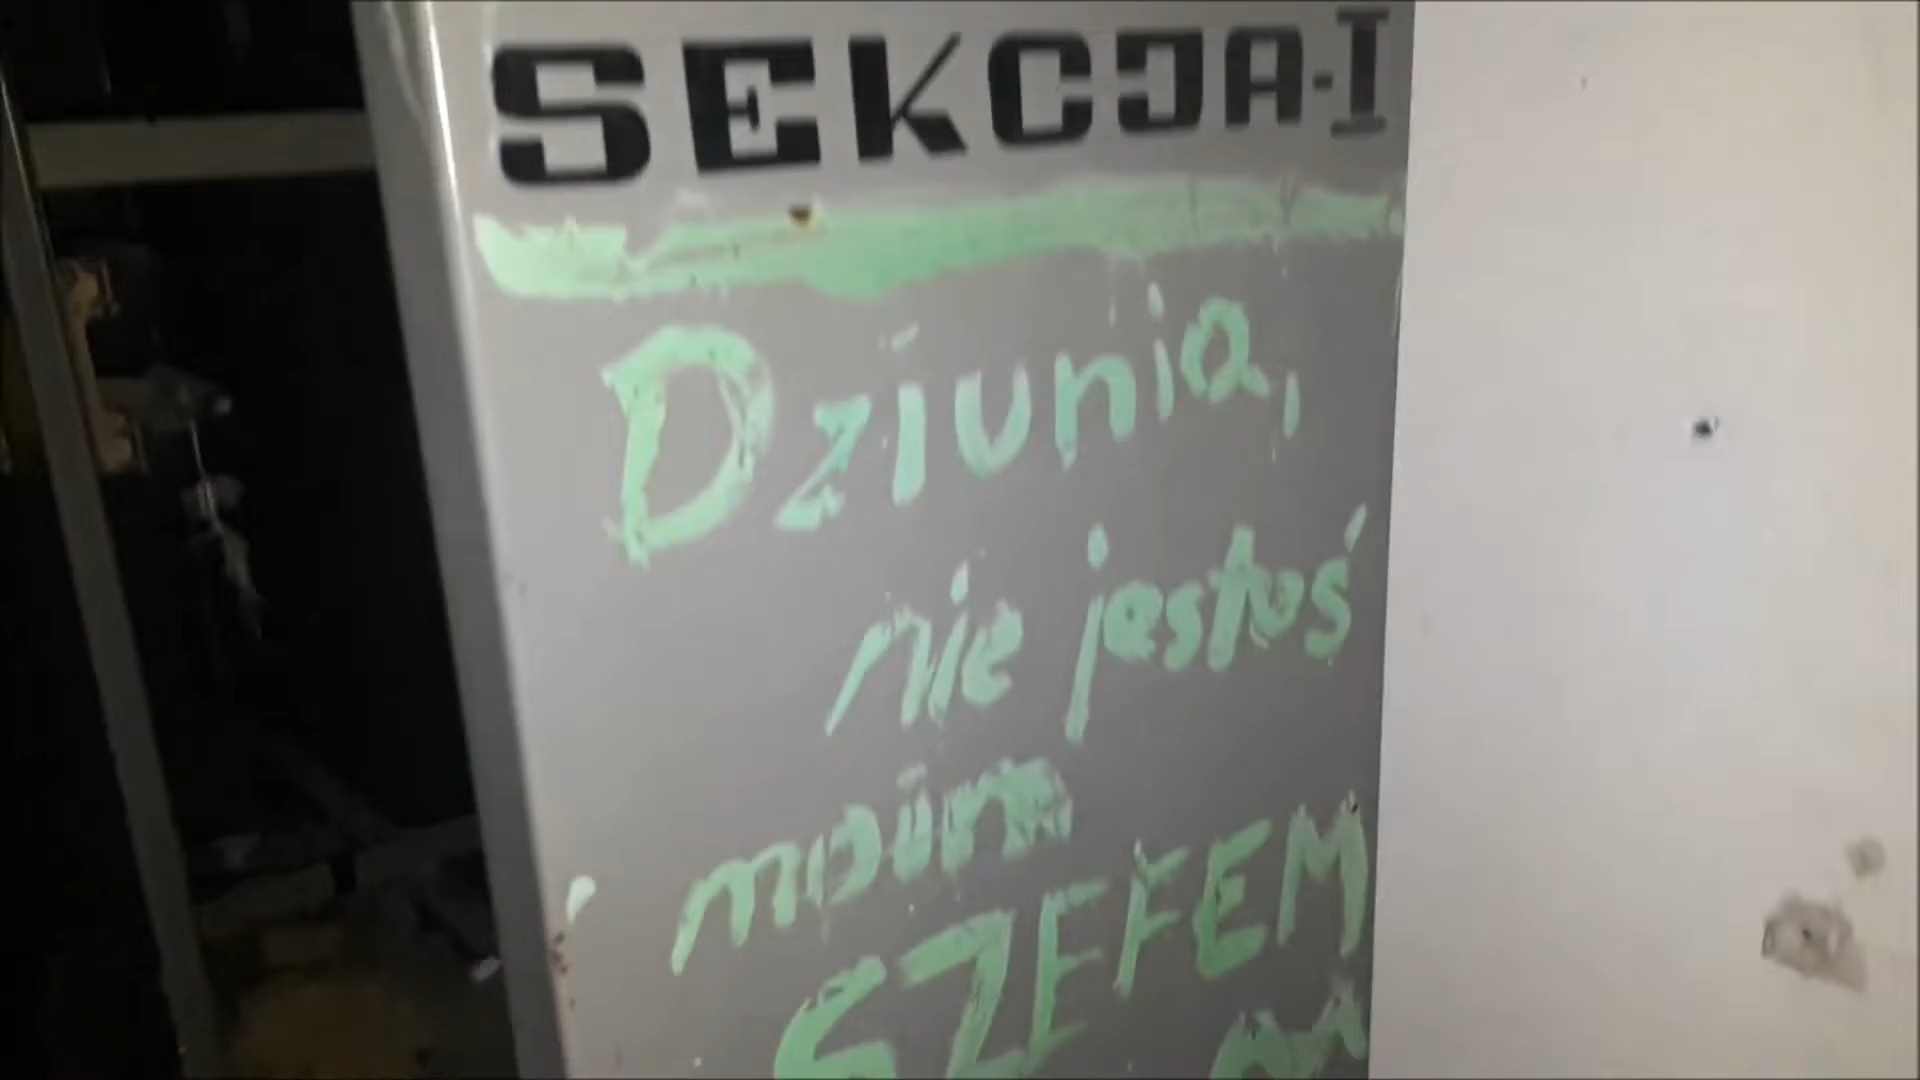 SEKCJA-I
Dziunia,
nie jesteś
moim
SZEFEM